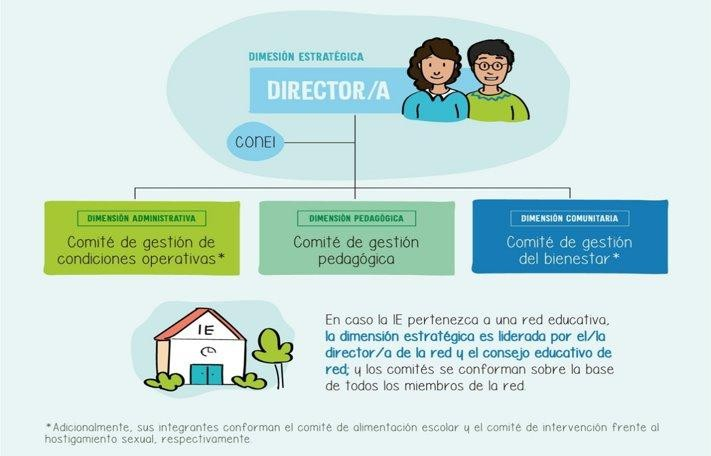 DIMESIÓN ESTRATÉGICA
DIRECTOR/A
CONEI
DIMENSIÓN ADMINISTRATIVA
Comité de gestión de
condiciones operativas*
DIMENSIÓN PEDAGÓGICA
Comité de gestión
pedagógica
DIMENSIÓN COMUNITARIA
Comité de gestión
del bienestar*
IE
En caso la IE pertenezca a una red educativa,
la dimensión estratégica es liderada por el/la
director/a de la red y el consejo educativo de
red; y los comités se conforman sobre la base
de todos los miembros de la red.
*Adicionalmente, sus integrantes conforman el comité de alimentación escolar y el comité de intervención frente al
hostigamiento sexual, respectivamente.